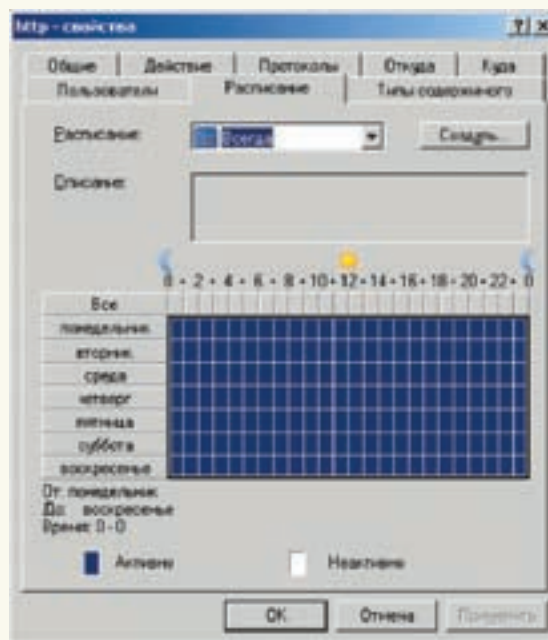 http - свойства
Общие Действие Протоколы Откуда Куда
Пользователи Расписание Типы содержимого
Расписание: Всегда Создать...
Описание:
0 - 2 - 4 - 6 - 8 - 10 - 12 - 14 - 16 - 18 - 20 - 22 - 0
Все
понедельник
вторник
среда
четверг
пятница
суббота
воскресенье
От: понедельник
До: воскресенье
Время: 0 - 0
Активно Неактивно
OK Отмена Применить